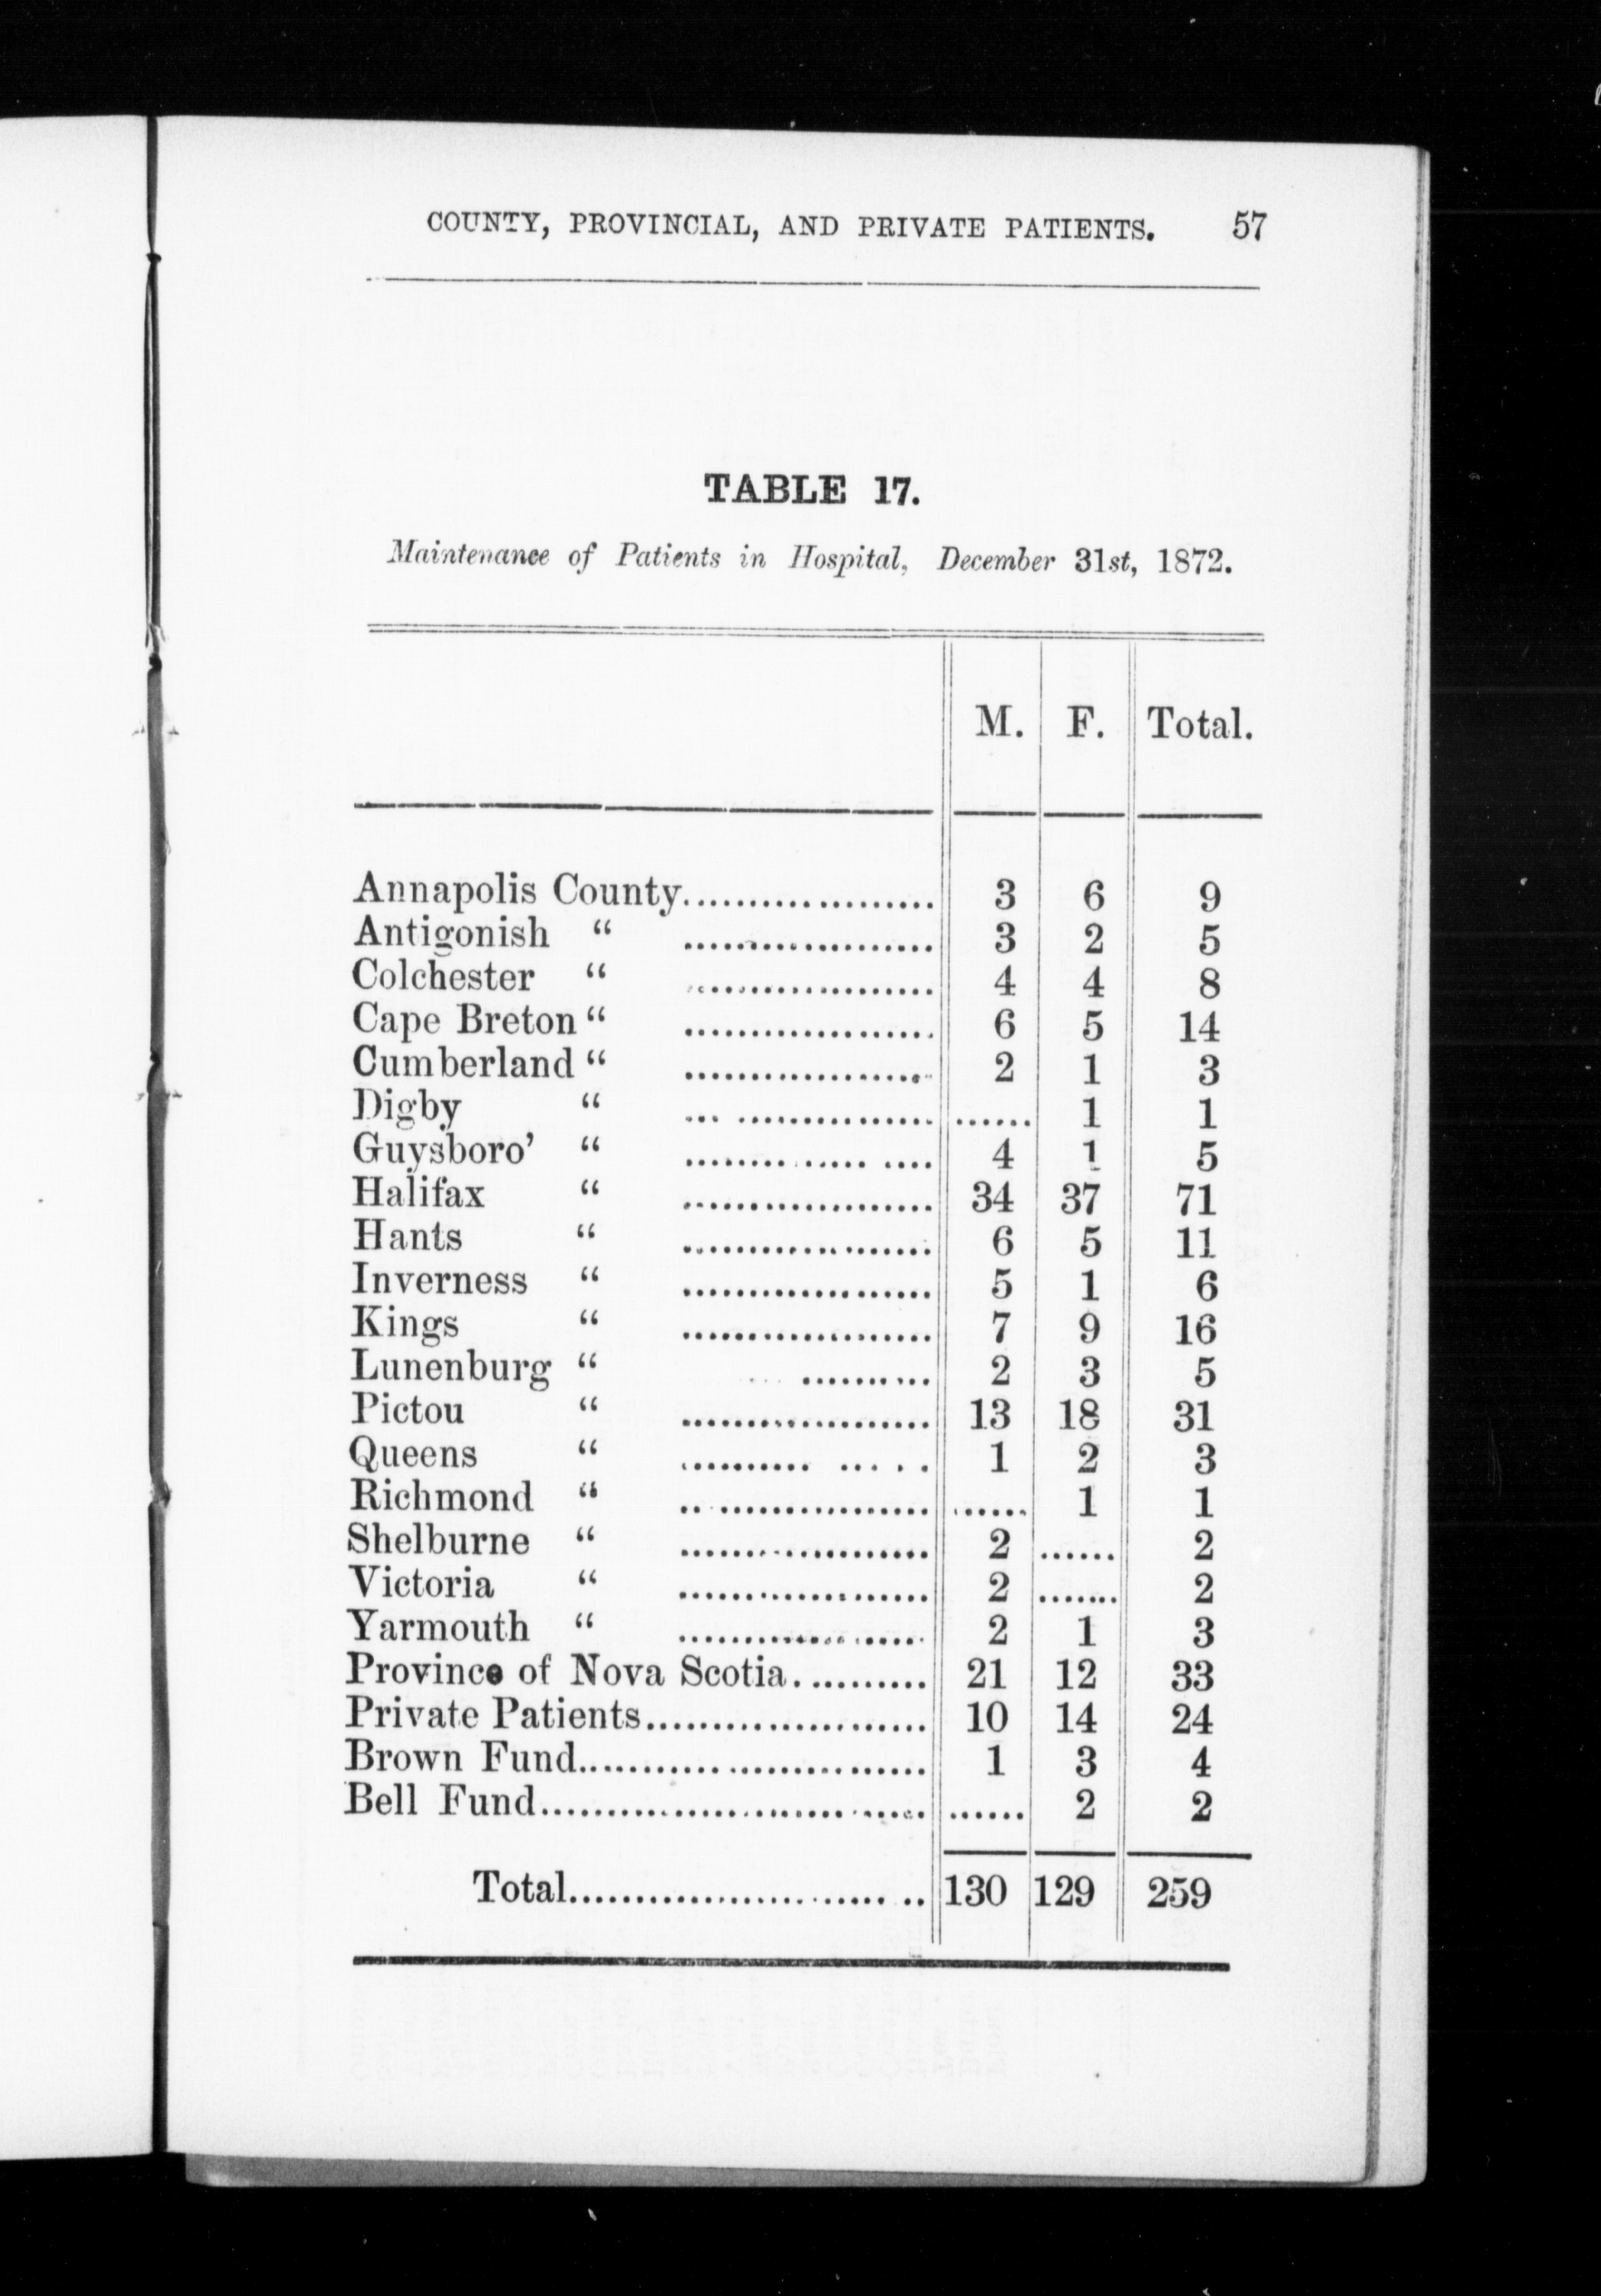 COUNTY, PROVINCIAL, AND PRIVATE PATIENTS. 57
TABLE 17.
Maintenance of Patients in Hospital, December 31st, 1872.
M. F. Total.
Annapolis County................... 3 6 9
Antigonish “ ................... 3 2 5
Colchester “ ................... 4 4 8
Cape Breton “ ................... 6 5 14
Cumberland “ ................... 2 1 3
Digby “ ... ............... ...... 1 1
Guysboro’ “ ........ ...... .... 4 1 5
Halifax “ ................... 34 37 71
Hants “ ................... 6 5 11
Inverness “ ................... 5 1 6
Kings “ ................... 7 9 16
Lunenburg “ .......... 2 3 5
Pictou “ ................... 13 18 31
Queens “ .......... ... . . 1 2 3
Richmond “ .. ................ ...... 1 1
Shelburne “ ................... 2 ...... 2
Victoria “ ................... 2 ....... 2
Yarmouth “ ................... 2 1 3
Province of Nova Scotia.......... 21 12 33
Private Patients..................... 10 14 24
Brown Fund.......................... 1 3 4
Bell Fund............................. ...... 2 2
Total........................ .. 130 129 259